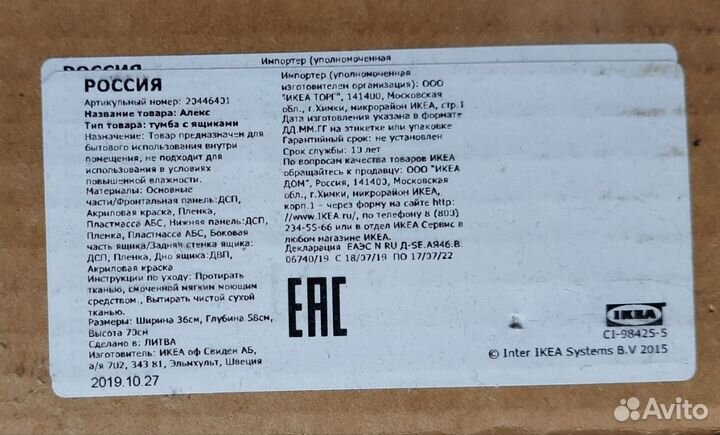 РОССИЯ
Импортер (уполномоченная
РОССИЯ
Артикульный номер: 20446401
Название товара: Алекс
Тип товара: тумба с ящиками
Назначение: Товар предназначен для
бытового использования внутри
помещения, не подходит для
использования в условиях
повышенной влажности.
Материалы: Основные
части/Фронтальная панель:ДСП,
Акриловая краска, Пленка,
Пластмасса АБС, Нижняя панель:ДСП,
Пленка, Пластмасса АБС, Боковая
часть ящика/Задняя стенка ящика:
ДСП, Пленка, Дно ящика:ДВП,
Акриловая краска
Инструкции по уходу: Протирать
тканью, смоченной мягким моющим
средством., Вытирать чистой сухой
тканью.
Размеры: Ширина 36см, Глубина 58см,
Высота 70см
Сделано в: ЛИТВА
Изготовитель: ИКЕА оф Свиден АБ,
а/я 702, 343 81, Эльмхульт, Швеция
2019.10.27
Импортер (уполномоченная
изготовителем организация): ООО
"ИКЕА ТОРГ", 141400, Московская
обл., г.Химки, микрорайон ИКЕА, стр.1
Дата изготовления указана в формате
ДД.ММ.ГГ на этикетке или упаковке
Гарантийный срок: не установлен
Срок службы: 10 лет
По вопросам качества товаров ИКЕА
обращайтесь к продавцу: ООО "ИКЕА
ДОМ", Россия, 141400, Московская
обл., г.Химки, микрорайон ИКЕА,
корп.1 - через форму на сайте http:
//www.IKEA.ru/, по телефону 8 (800)
234-55-66 или в отделе ИКЕА Сервис в
любом магазине ИКЕА.
Декларация ЕАЭС N RU Д-SE.АЯ46.В.
06740/19 С 18/07/19 ПО 17/07/22
EAC
IKEA
CI-98425-5
© Inter IKEA Systems B.V 2015
Avito